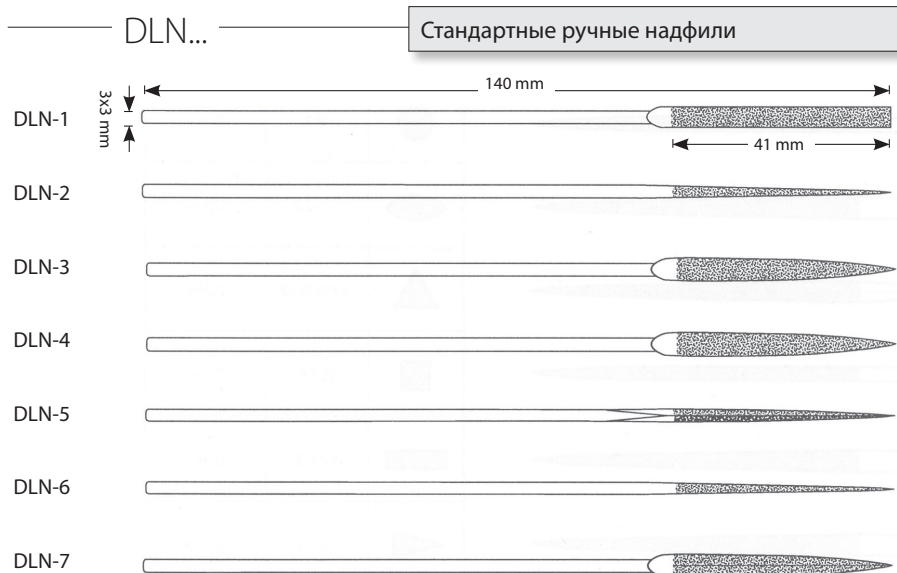 DLN...
Стандартные ручные надфили
140 mm
DLN-1
3x3 mm
41 mm
DLN-2
DLN-3
DLN-4
DLN-5
DLN-6
DLN-7